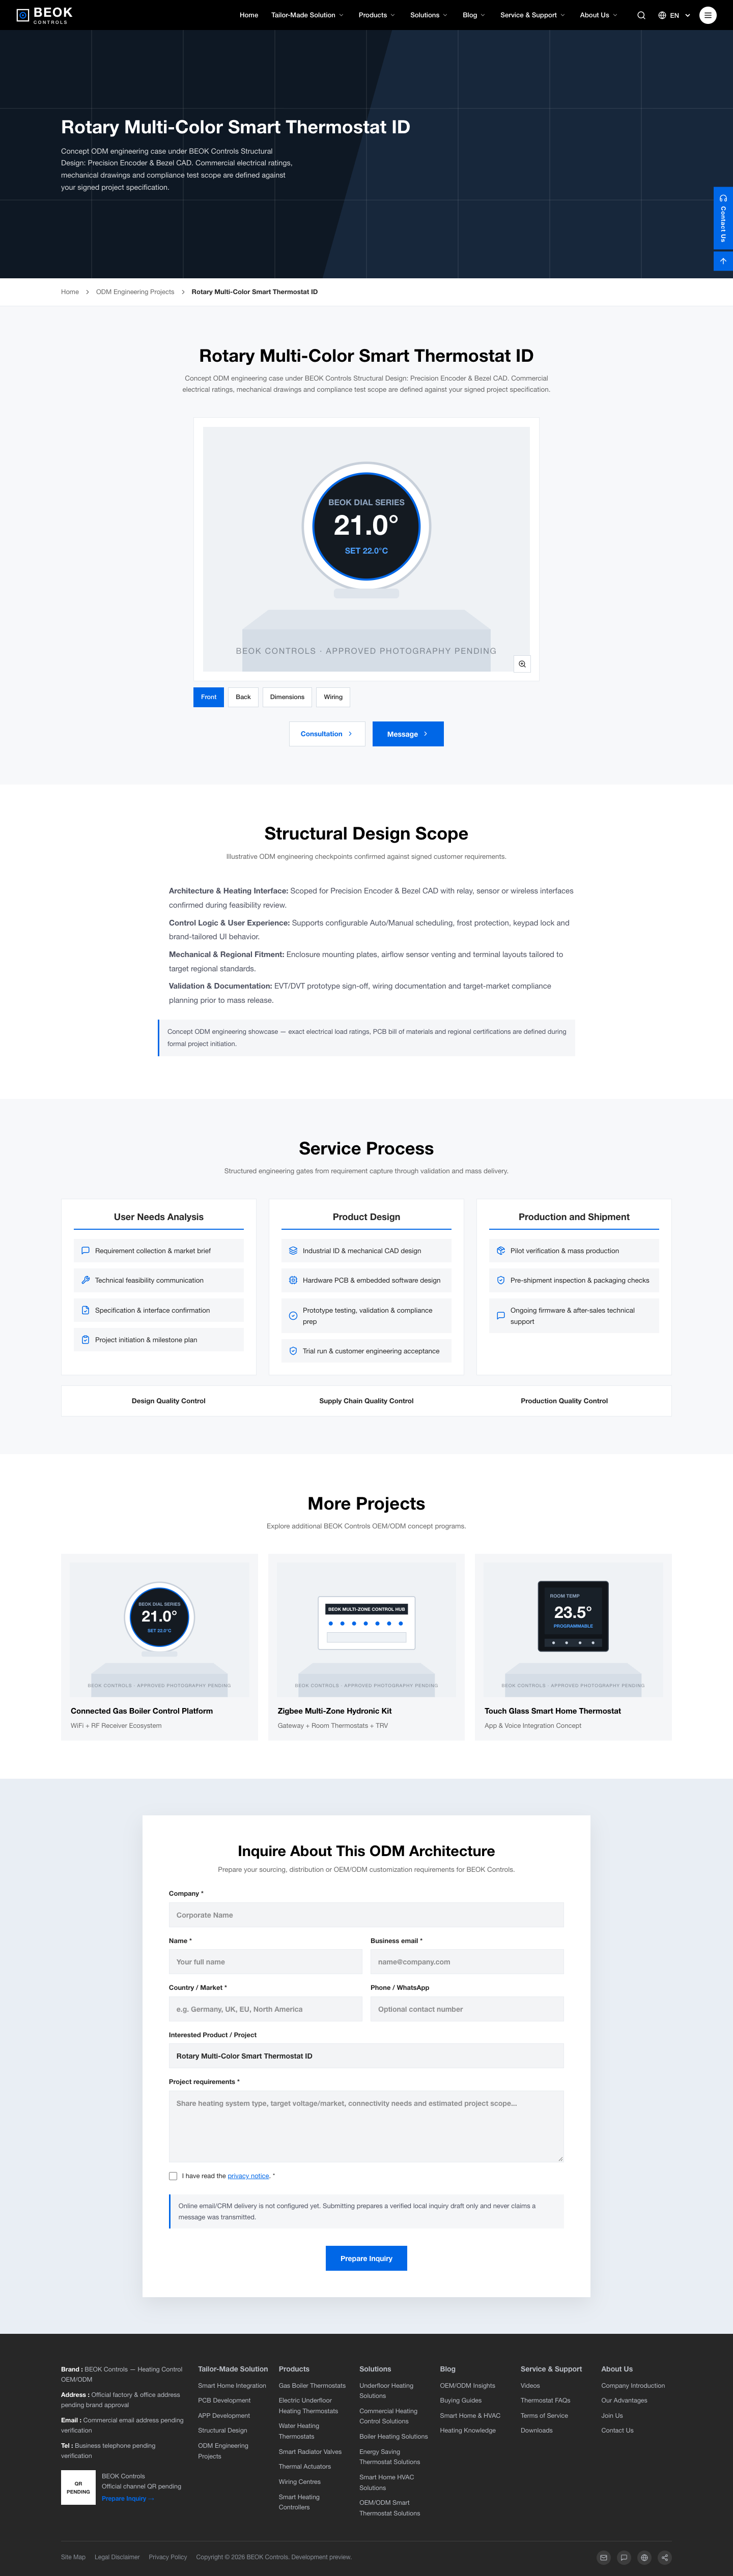 BEOK
CONTROLS
Home
Tailor-Made Solution
Products
Solutions
Blog
Service & Support
About Us
EN
Rotary Multi-Color Smart Thermostat ID
Concept ODM engineering case under BEOK Controls Structural
Design: Precision Encoder & Bezel CAD. Commercial electrical ratings,
mechanical drawings and compliance test scope are defined against
your signed project specification.
Contact Us
Home
ODM Engineering Projects
Rotary Multi-Color Smart Thermostat ID
Rotary Multi-Color Smart Thermostat ID
Concept ODM engineering case under BEOK Controls Structural Design: Precision Encoder & Bezel CAD. Commercial
electrical ratings, mechanical drawings and compliance test scope are defined against your signed project specification.
BEOK DIAL SERIES
21.0°
SET 22.0°C
BEOK CONTROLS · APPROVED PHOTOGRAPHY PENDING
Front
Back
Dimensions
Wiring
Consultation
Message
Structural Design Scope
Illustrative ODM engineering checkpoints confirmed against signed customer requirements.
Architecture & Heating Interface: Scoped for Precision Encoder & Bezel CAD with relay, sensor or wireless interfaces
confirmed during feasibility review.
Control Logic & User Experience: Supports configurable Auto/Manual scheduling, frost protection, keypad lock and
brand-tailored UI behavior.
Mechanical & Regional Fitment: Enclosure mounting plates, airflow sensor venting and terminal layouts tailored to
target regional standards.
Validation & Documentation: EVT/DVT prototype sign-off, wiring documentation and target-market compliance
planning prior to mass release.
Concept ODM engineering showcase — exact electrical load ratings, PCB bill of materials and regional certifications are defined during
formal project initiation.
Service Process
Structured engineering gates from requirement capture through validation and mass delivery.
User Needs Analysis
Requirement collection & market brief
Technical feasibility communication
Specification & interface confirmation
Project initiation & milestone plan
Product Design
Industrial ID & mechanical CAD design
Hardware PCB & embedded software design
Prototype testing, validation & compliance
prep
Trial run & customer engineering acceptance
Production and Shipment
Pilot verification & mass production
Pre-shipment inspection & packaging checks
Ongoing firmware & after-sales technical
support
Design Quality Control
Supply Chain Quality Control
Production Quality Control
More Projects
Explore additional BEOK Controls OEM/ODM concept programs.
BEOK DIAL SERIES
21.0°
SET 22.0°C
BEOK CONTROLS · APPROVED PHOTOGRAPHY PENDING
Connected Gas Boiler Control Platform
WiFi + RF Receiver Ecosystem
BEOK MULTI-ZONE CONTROL HUB
BEOK CONTROLS · APPROVED PHOTOGRAPHY PENDING
Zigbee Multi-Zone Hydronic Kit
Gateway + Room Thermostats + TRV
ROOM TEMP
23.5°
PROGRAMMABLE
BEOK CONTROLS · APPROVED PHOTOGRAPHY PENDING
Touch Glass Smart Home Thermostat
App & Voice Integration Concept
Inquire About This ODM Architecture
Prepare your sourcing, distribution or OEM/ODM customization requirements for BEOK Controls.
Company *
Corporate Name
Name *
Business email *
Your full name
name@company.com
Country / Market *
Phone / WhatsApp
e.g. Germany, UK, EU, North America
Optional contact number
Interested Product / Project
Rotary Multi-Color Smart Thermostat ID
Project requirements *
Share heating system type, target voltage/market, connectivity needs and estimated project scope...
I have read the privacy notice. *
Online email/CRM delivery is not configured yet. Submitting prepares a verified local inquiry draft only and never claims a
message was transmitted.
Prepare Inquiry
Brand : BEOK Controls — Heating Control
OEM/ODM
Address : Official factory & office address
pending brand approval
Email : Commercial email address pending
verification
Tel : Business telephone pending
verification
QR
PENDING
BEOK Controls
Official channel QR pending
Prepare Inquiry →
Tailor-Made Solution
Smart Home Integration
PCB Development
APP Development
Structural Design
ODM Engineering
Projects
Products
Gas Boiler Thermostats
Electric Underfloor
Heating Thermostats
Water Heating
Thermostats
Smart Radiator Valves
Thermal Actuators
Wiring Centres
Smart Heating
Controllers
Solutions
Underfloor Heating
Solutions
Commercial Heating
Control Solutions
Boiler Heating Solutions
Energy Saving
Thermostat Solutions
Smart Home HVAC
Solutions
OEM/ODM Smart
Thermostat Solutions
Blog
OEM/ODM Insights
Buying Guides
Smart Home & HVAC
Heating Knowledge
Service & Support
Videos
Thermostat FAQs
Terms of Service
Downloads
About Us
Company Introduction
Our Advantages
Join Us
Contact Us
Site Map
Legal Disclaimer
Privacy Policy
Copyright © 2026 BEOK Controls. Development preview.